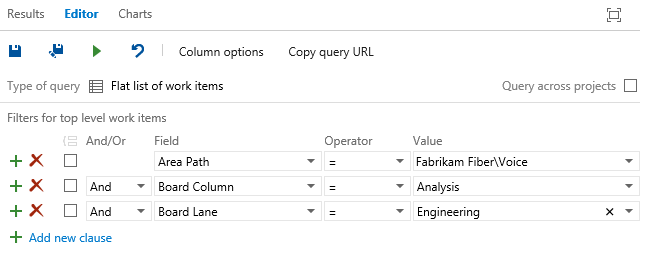 Results Editor Charts
Column options Copy query URL
Type of query Flat list of work items Query across projects
Filters for top level work items
And/Or Field Operator Value
Area Path = Fabrikam Fiber\Voice
And Board Column = Analysis
And Board Lane = Engineering
Add new clause